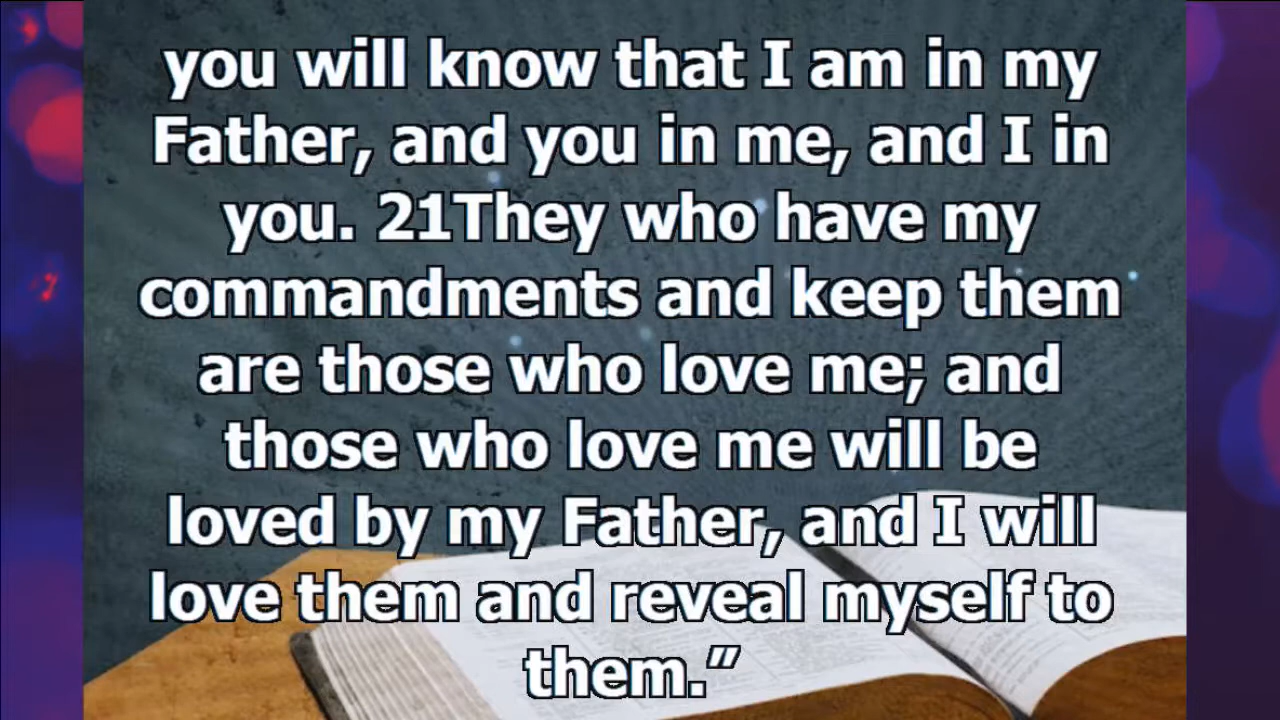 you will know that I am in my
Father, and you in me, and I in
you. 21They who have my
commandments and keep them
are those who love me; and
those who love me will be
loved by my Father, and I will
love them and reveal myself to
them.”